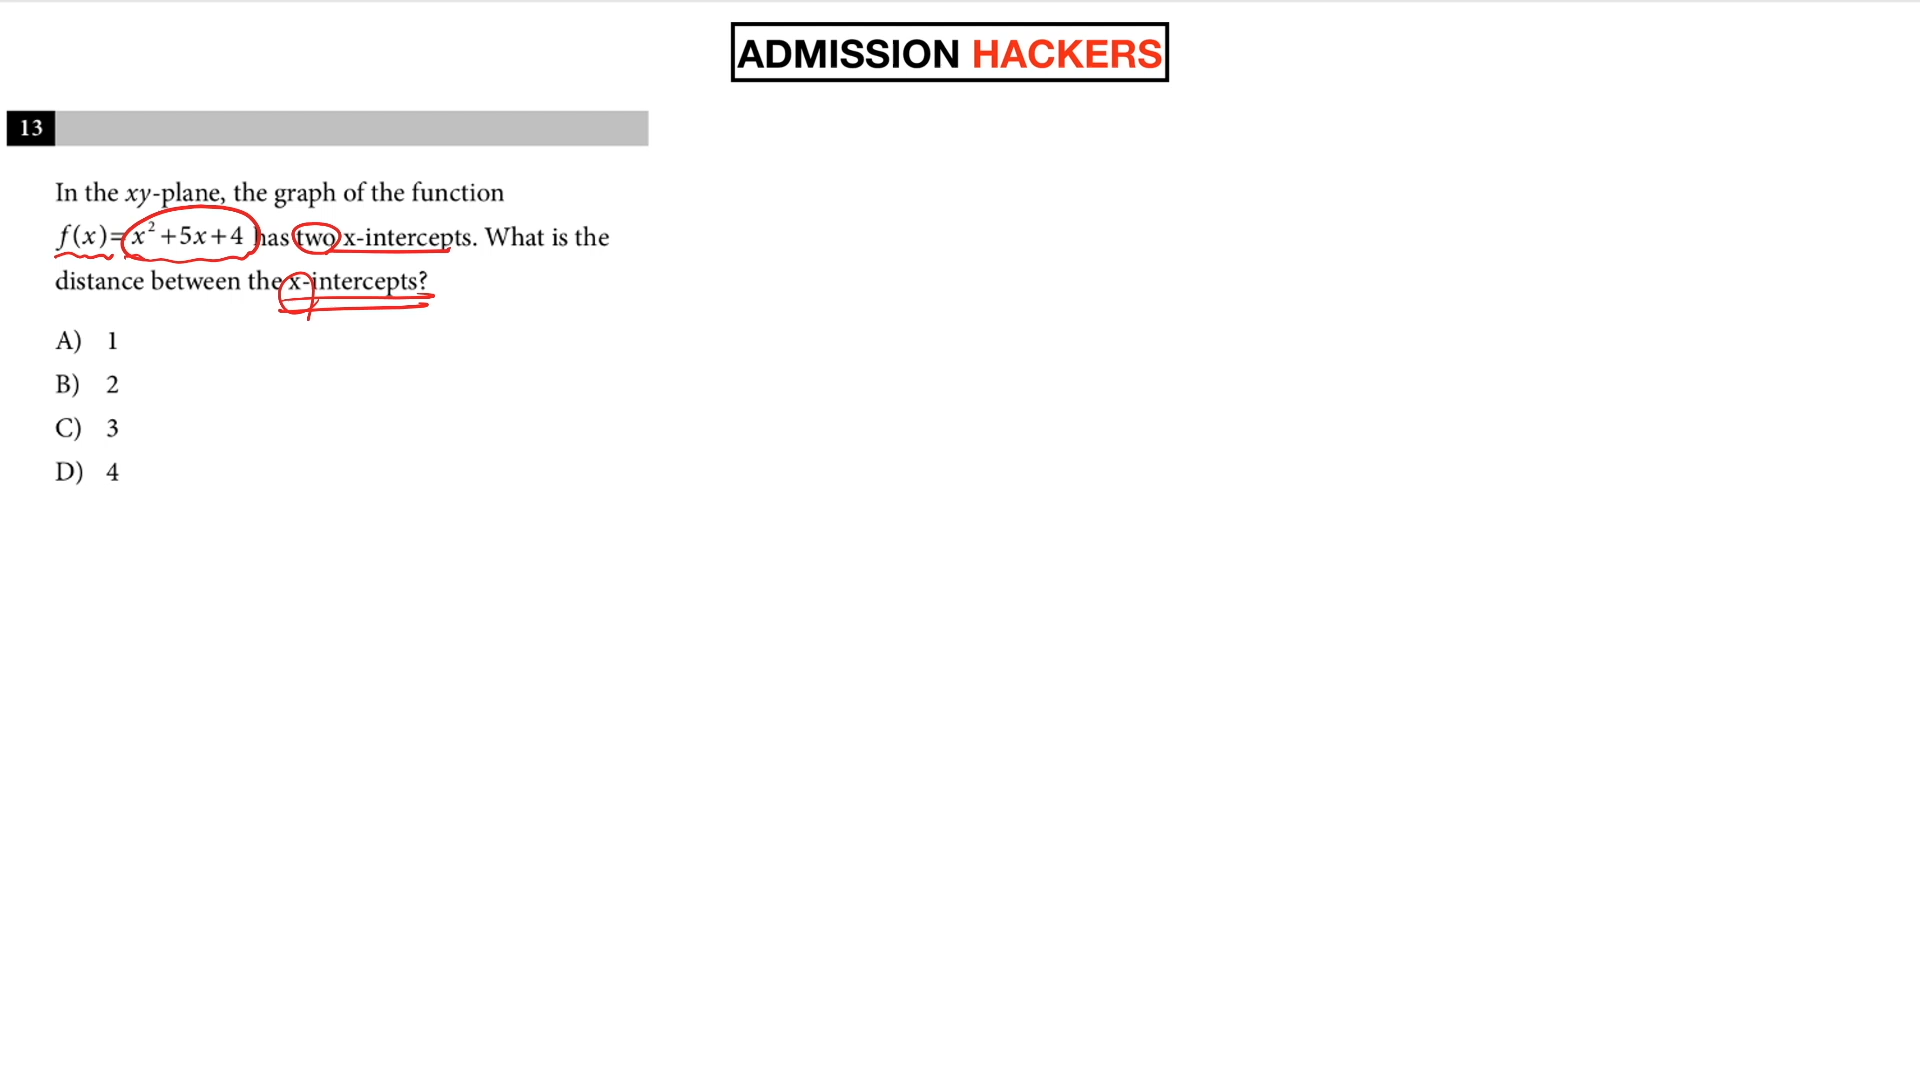 ADMISSION HACKERS
13
In the xy-plane, the graph of the function
f(x)=x²+5x+4 has two x-intercepts. What is the
distance between the x-intercepts?
A) 1
B) 2
C) 3
D) 4